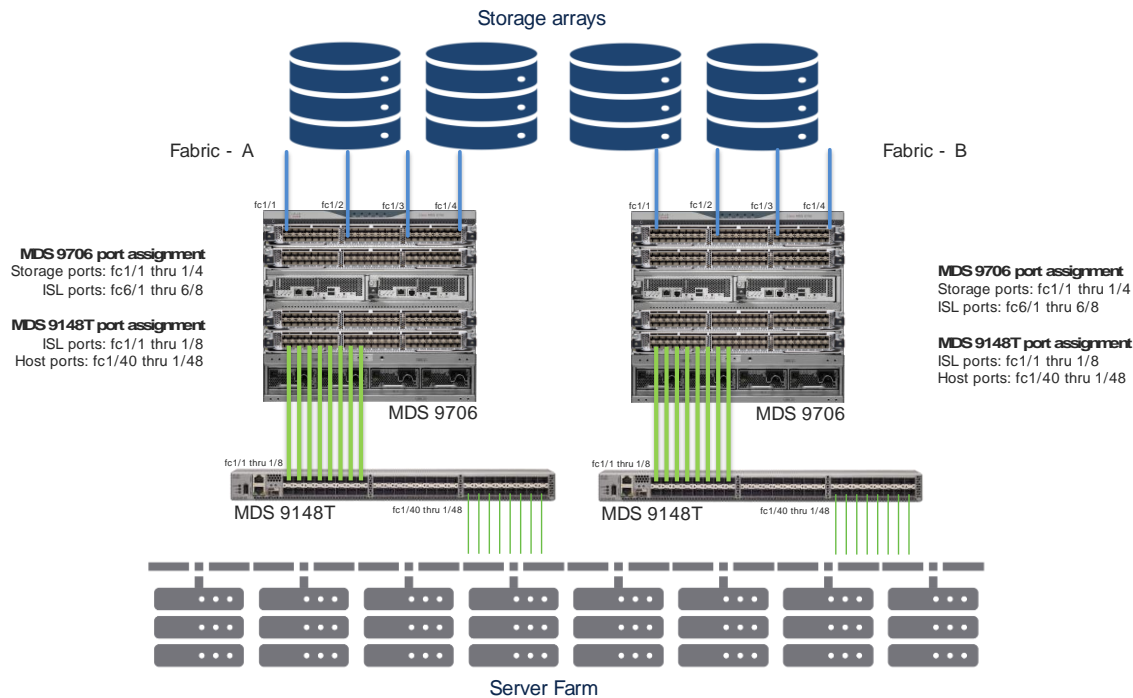 Storage arrays
Fabric - A
Fabric - B
fc1/1
fc1/2
fc1/3
fc1/4
fc1/1
fc1/2
fc1/3
fc1/4
MDS 9706 port assignment
Storage ports: fc1/1 thru 1/4
ISL ports: fc6/1 thru 6/8
MDS 9148T port assignment
ISL ports: fc1/1 thru 1/8
Host ports: fc1/40 thru 1/48
MDS 9706 port assignment
Storage ports: fc1/1 thru 1/4
ISL ports: fc6/1 thru 6/8
MDS 9148T port assignment
ISL ports: fc1/1 thru 1/8
Host ports: fc1/40 thru 1/48
MDS 9706
MDS 9706
fc1/1 thru 1/8
fc1/1 thru 1/8
MDS 9148T
fc1/40 thru 1/48
MDS 9148T
fc1/40 thru 1/48
Server Farm